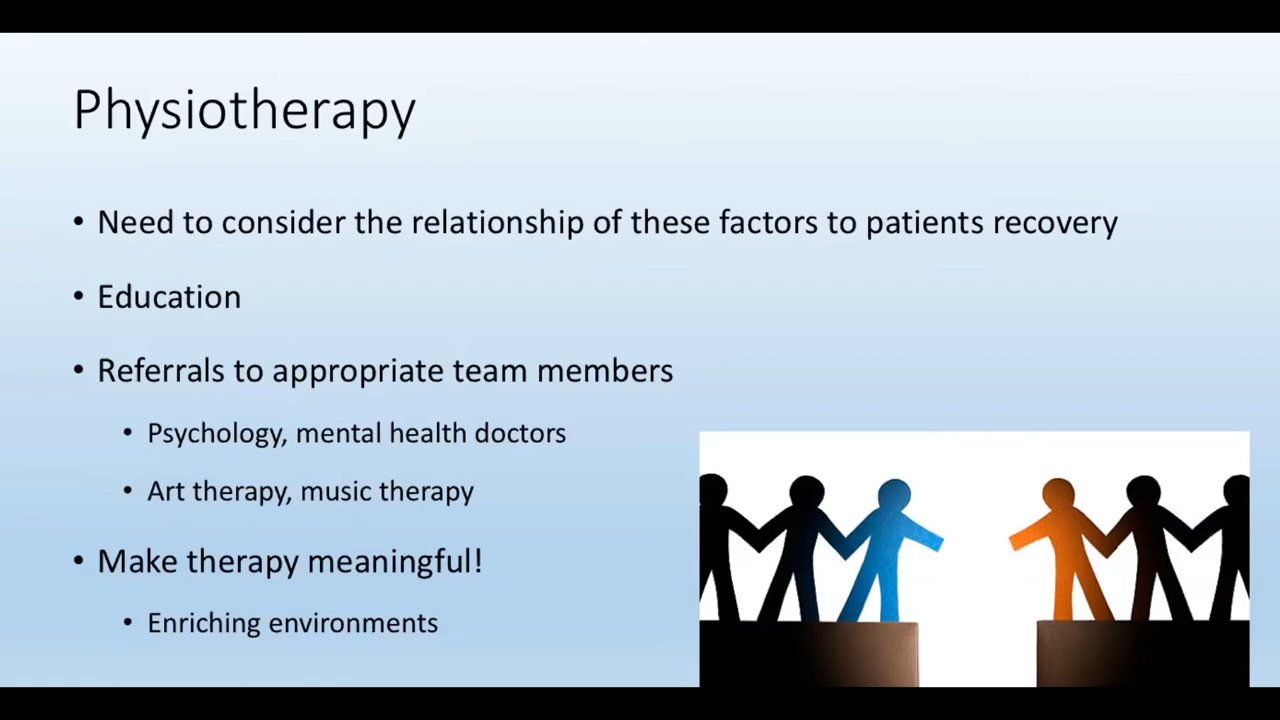 Physiotherapy
• Need to consider the relationship of these factors to patients recovery
• Education
• Referrals to appropriate team members
• Psychology, mental health doctors
• Art therapy, music therapy
• Make therapy meaningful!
• Enriching environments